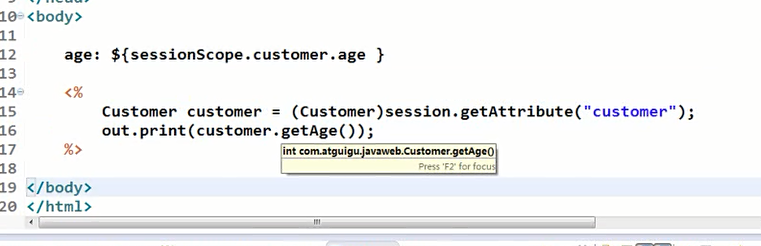 10 <body>
11
12 age: ${sessionScope.customer.age }
13
14 <%
15 Customer customer = (Customer)session.getAttribute("customer");
16 out.print(customer.getAge());
17 %>
int com.atguigu.javaweb.Customer.getAge()
Press 'F2' for focus
18
19 </body>
20 </html>